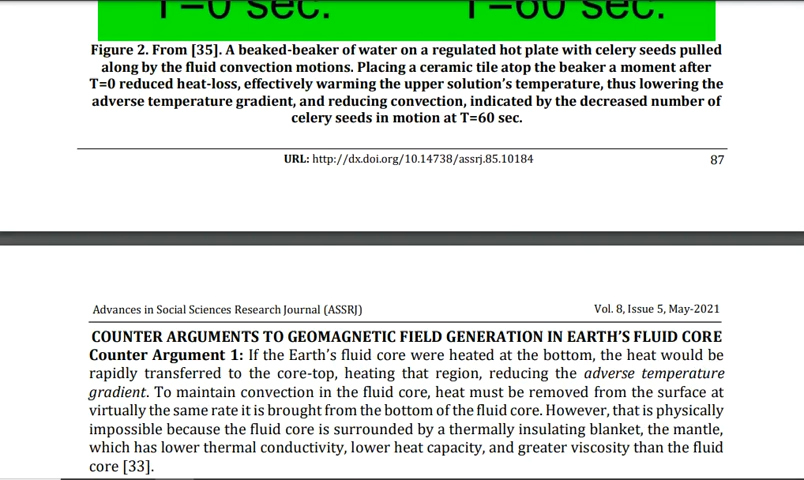 T=0 sec. T=60 sec.
Figure 2. From [35]. A beaked-beaker of water on a regulated hot plate with celery seeds pulled
along by the fluid convection motions. Placing a ceramic tile atop the beaker a moment after
T=0 reduced heat-loss, effectively warming the upper solution's temperature, thus lowering the
adverse temperature gradient, and reducing convection, indicated by the decreased number of
celery seeds in motion at T=60 sec.
URL: http://dx.doi.org/10.14738/assrj.85.10184 87
Advances in Social Sciences Research Journal (ASSRJ) Vol. 8, Issue 5, May-2021
COUNTER ARGUMENTS TO GEOMAGNETIC FIELD GENERATION IN EARTH'S FLUID CORE
Counter Argument 1: If the Earth's fluid core were heated at the bottom, the heat would be
rapidly transferred to the core-top, heating that region, reducing the adverse temperature
gradient. To maintain convection in the fluid core, heat must be removed from the surface at
virtually the same rate it is brought from the bottom of the fluid core. However, that is physically
impossible because the fluid core is surrounded by a thermally insulating blanket, the mantle,
which has lower thermal conductivity, lower heat capacity, and greater viscosity than the fluid
core [33].